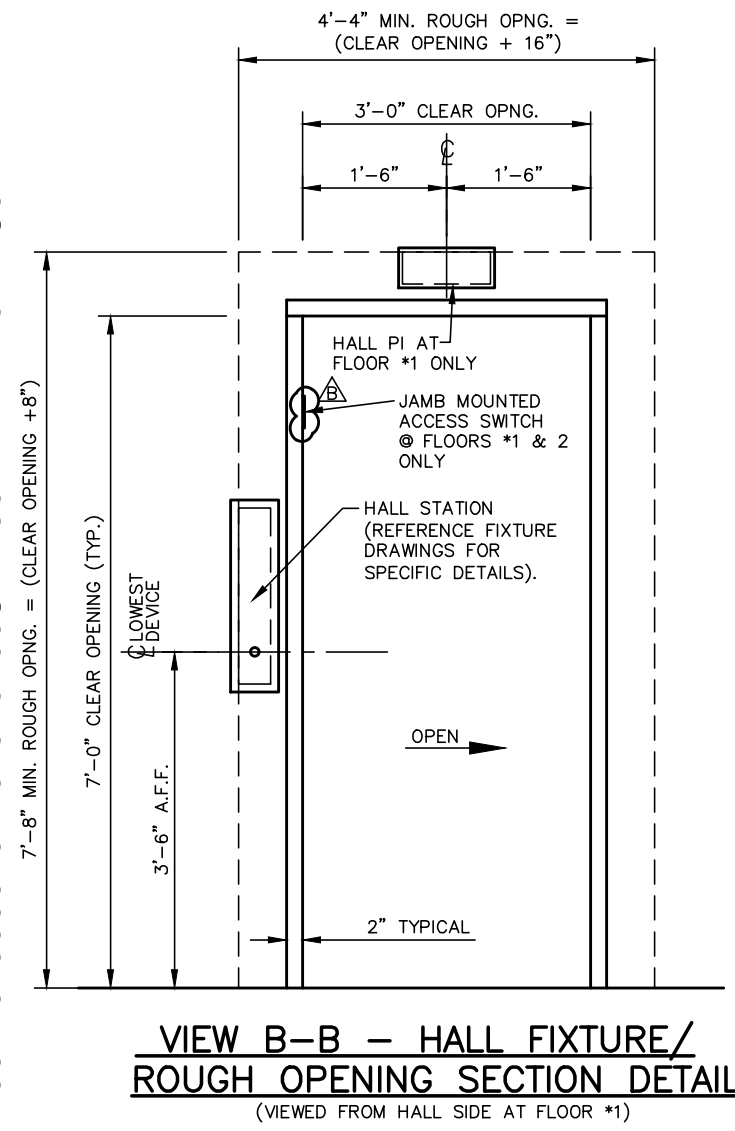 4'-4" MIN. ROUGH OPNG. =
(CLEAR OPENING + 16")
3'-0" CLEAR OPNG.
℄
1'-6"
1'-6"
HALL PI AT
FLOOR *1 ONLY
B
JAMB MOUNTED
ACCESS SWITCH
@ FLOORS *1 & 2
ONLY
HALL STATION
(REFERENCE FIXTURE
DRAWINGS FOR
SPECIFIC DETAILS).
7'-8" MIN. ROUGH OPNG. = (CLEAR OPENING +8")
7'-0" CLEAR OPENING (TYP.)
℄ LOWEST
DEVICE
3'-6" A.F.F.
OPEN
2" TYPICAL
VIEW B-B - HALL FIXTURE/
ROUGH OPENING SECTION DETAIL
(VIEWED FROM HALL SIDE AT FLOOR *1)